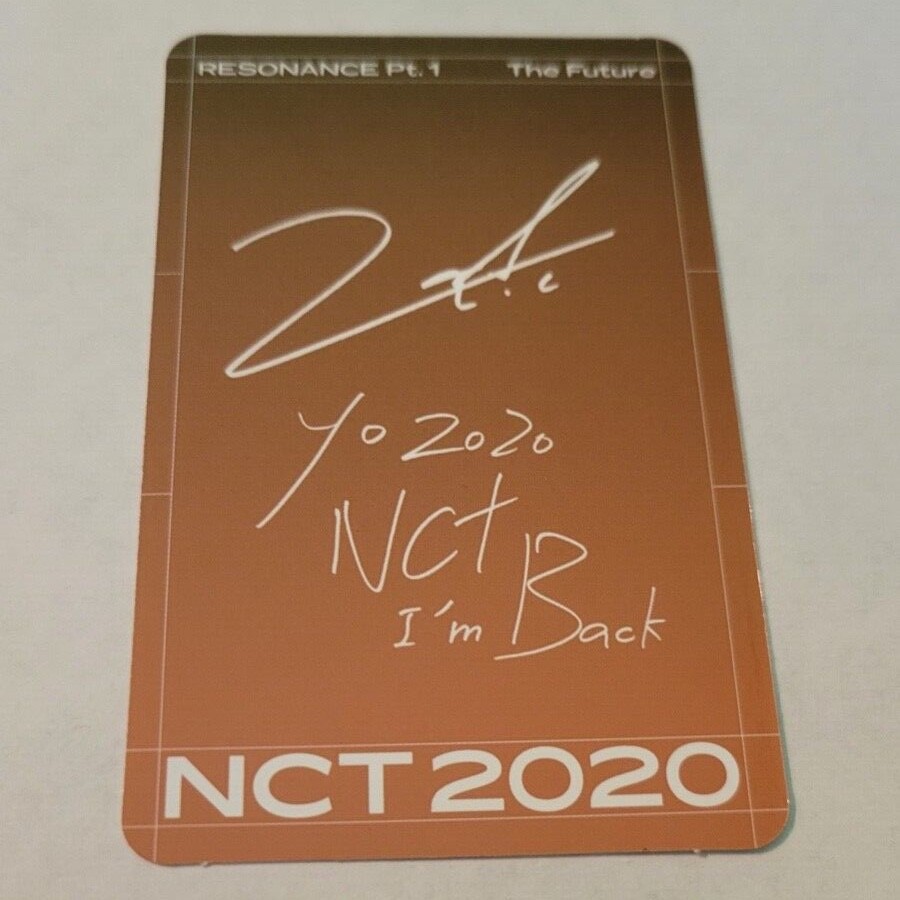 RESONANCE Pt. 1 The Future
Yo 2020
NCT
I'm Back
NCT 2020